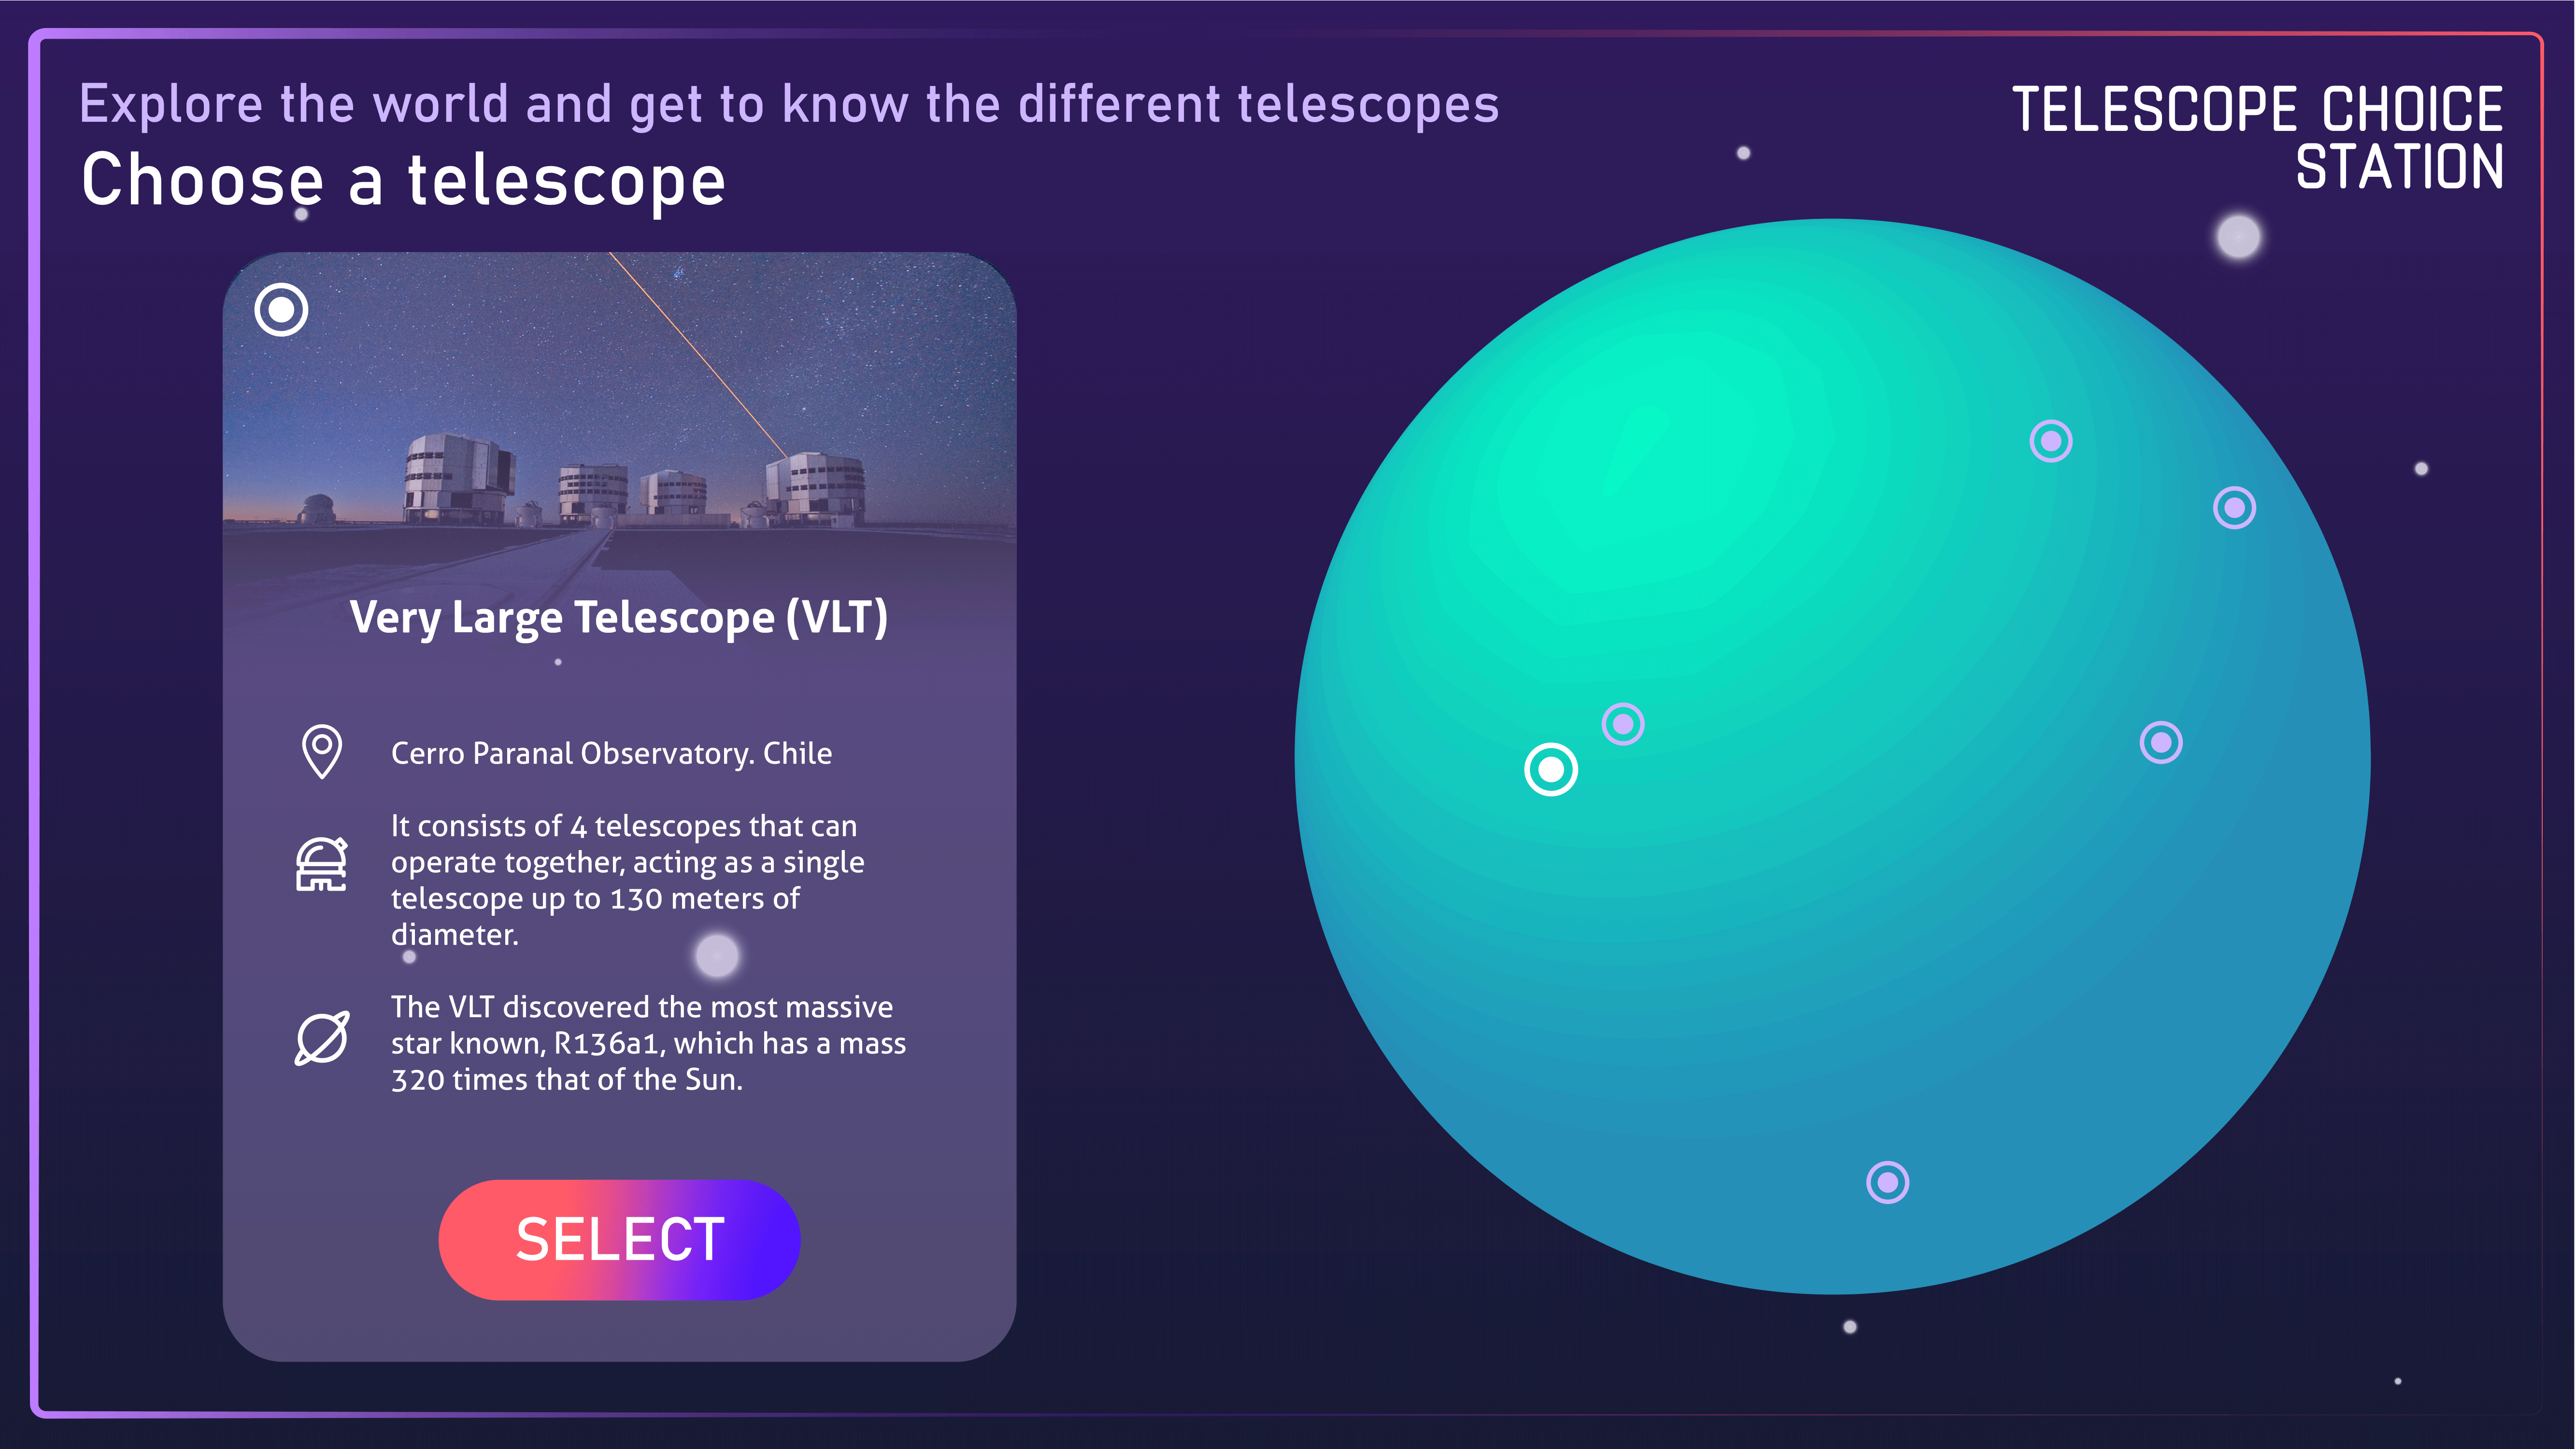 Explore the world and get to know the different telescopes
Choose a telescope
TELESCOPE CHOICE
STATION
Very Large Telescope (VLT)
Cerro Paranal Observatory. Chile
It consists of 4 telescopes that can
operate together, acting as a single
telescope up to 130 meters of
diameter.
The VLT discovered the most massive
star known, R136a1, which has a mass
320 times that of the Sun.
SELECT